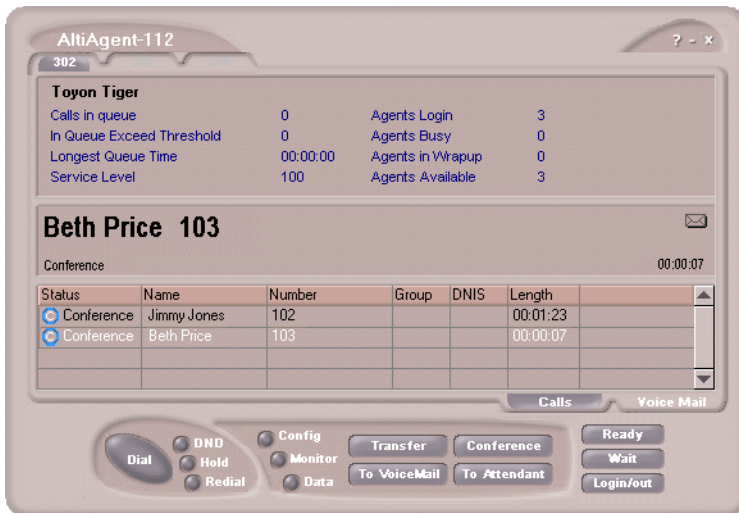 AltiAgent-112
? - x
302
Toyon Tiger
Calls in queue 0 Agents Login 3
In Queue Exceed Threshold 0 Agents Busy 0
Longest Queue Time 00:00:00 Agents in Wrapup 0
Service Level 100 Agents Available 3
Beth Price 103
Conference 00:00:07
Status Name Number Group DNIS Length
C Conference Jimmy Jones 102 00:01:23
C Conference Beth Price 103 00:00:07
Calls Voice Mail
Dial DND Hold Redial
Config Monitor Data
Transfer Conference
To VoiceMail To Attendant
Ready
Wait
Login/out